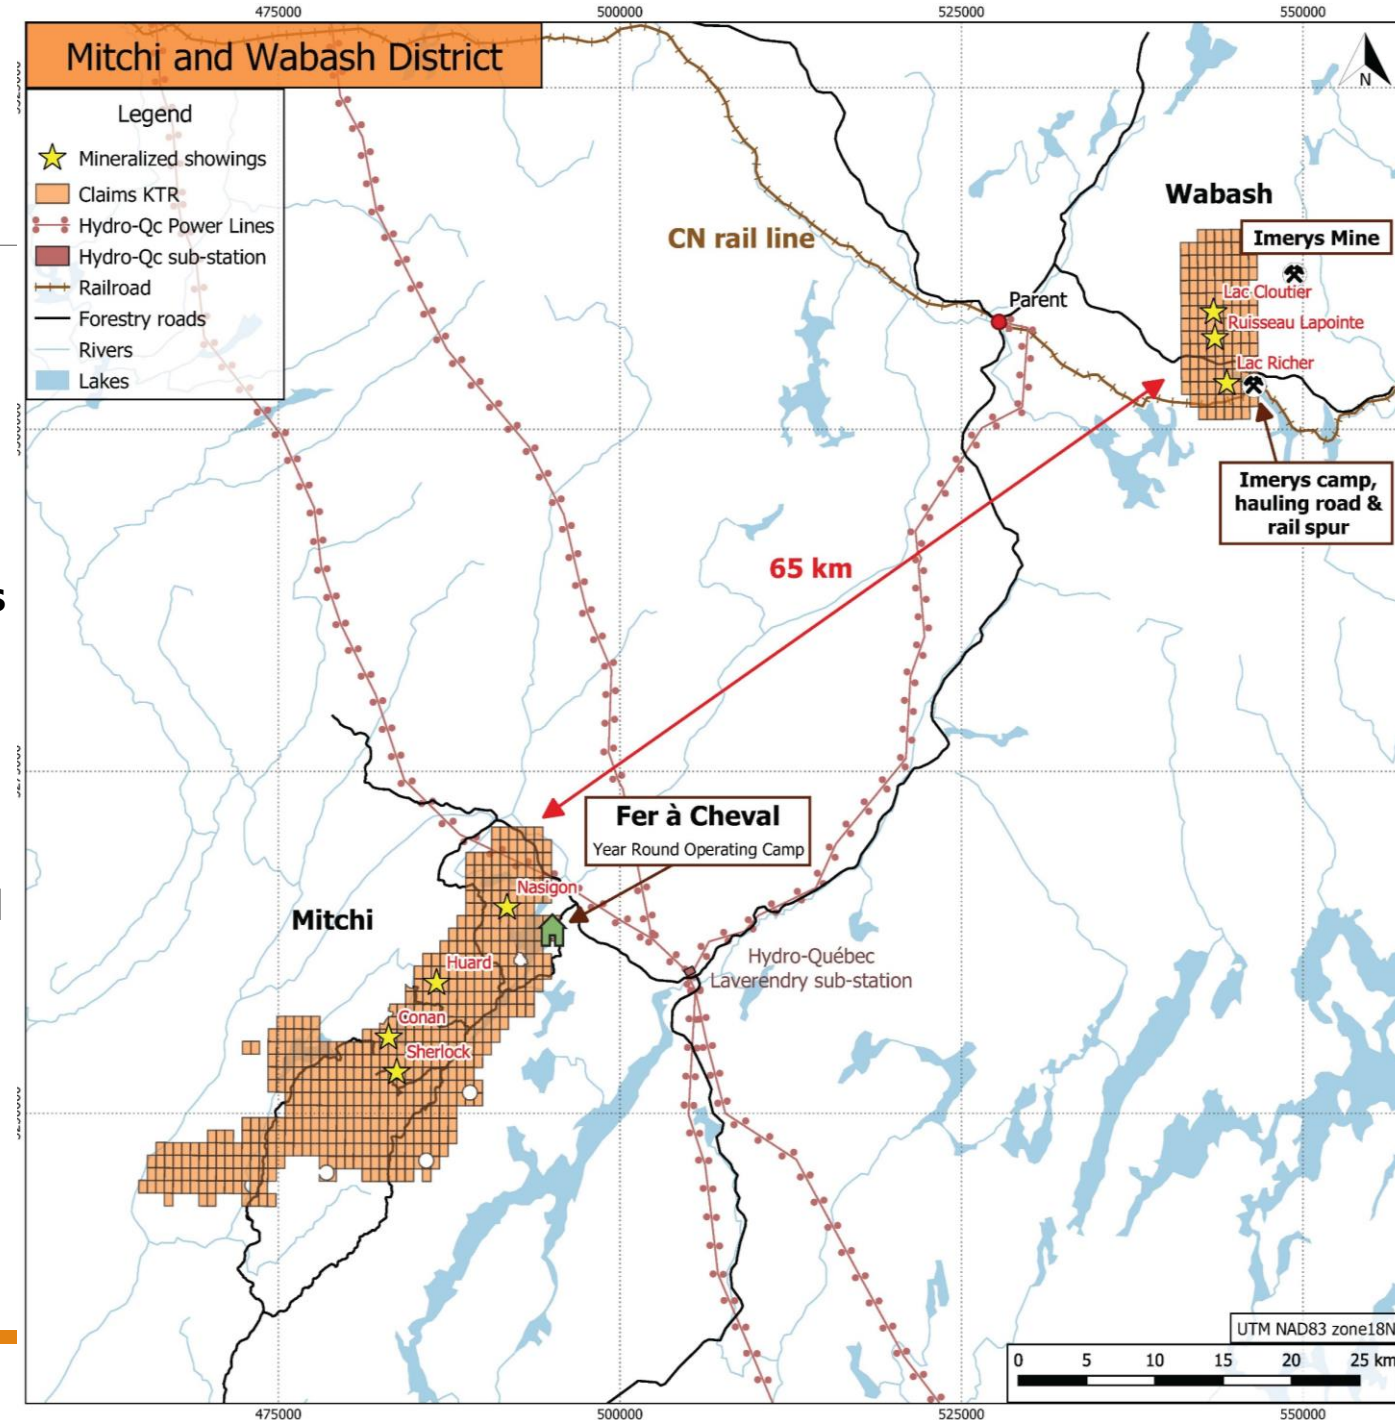 475000
500000
525000
550000
Mitchi and Wabash District
N
Legend
Mineralized showings
Claims KTR
Hydro-Qc Power Lines
Hydro-Qc sub-station
Railroad
Forestry roads
Rivers
Lakes
Wabash
CN rail line
Imerys Mine
Parent
Lac Cloutier
Ruisseau Lapointe
Lac Richer
Imerys camp,
hauling road &
rail spur
65 km
Fer à Cheval
Year Round Operating Camp
Nasigon
Mitchi
Huard
Hydro-Québec
Laverendry sub-station
Conan
Sherlock
UTM NAD83 zone18N
0 5 10 15 20 25 km
475000
500000
525000
550000